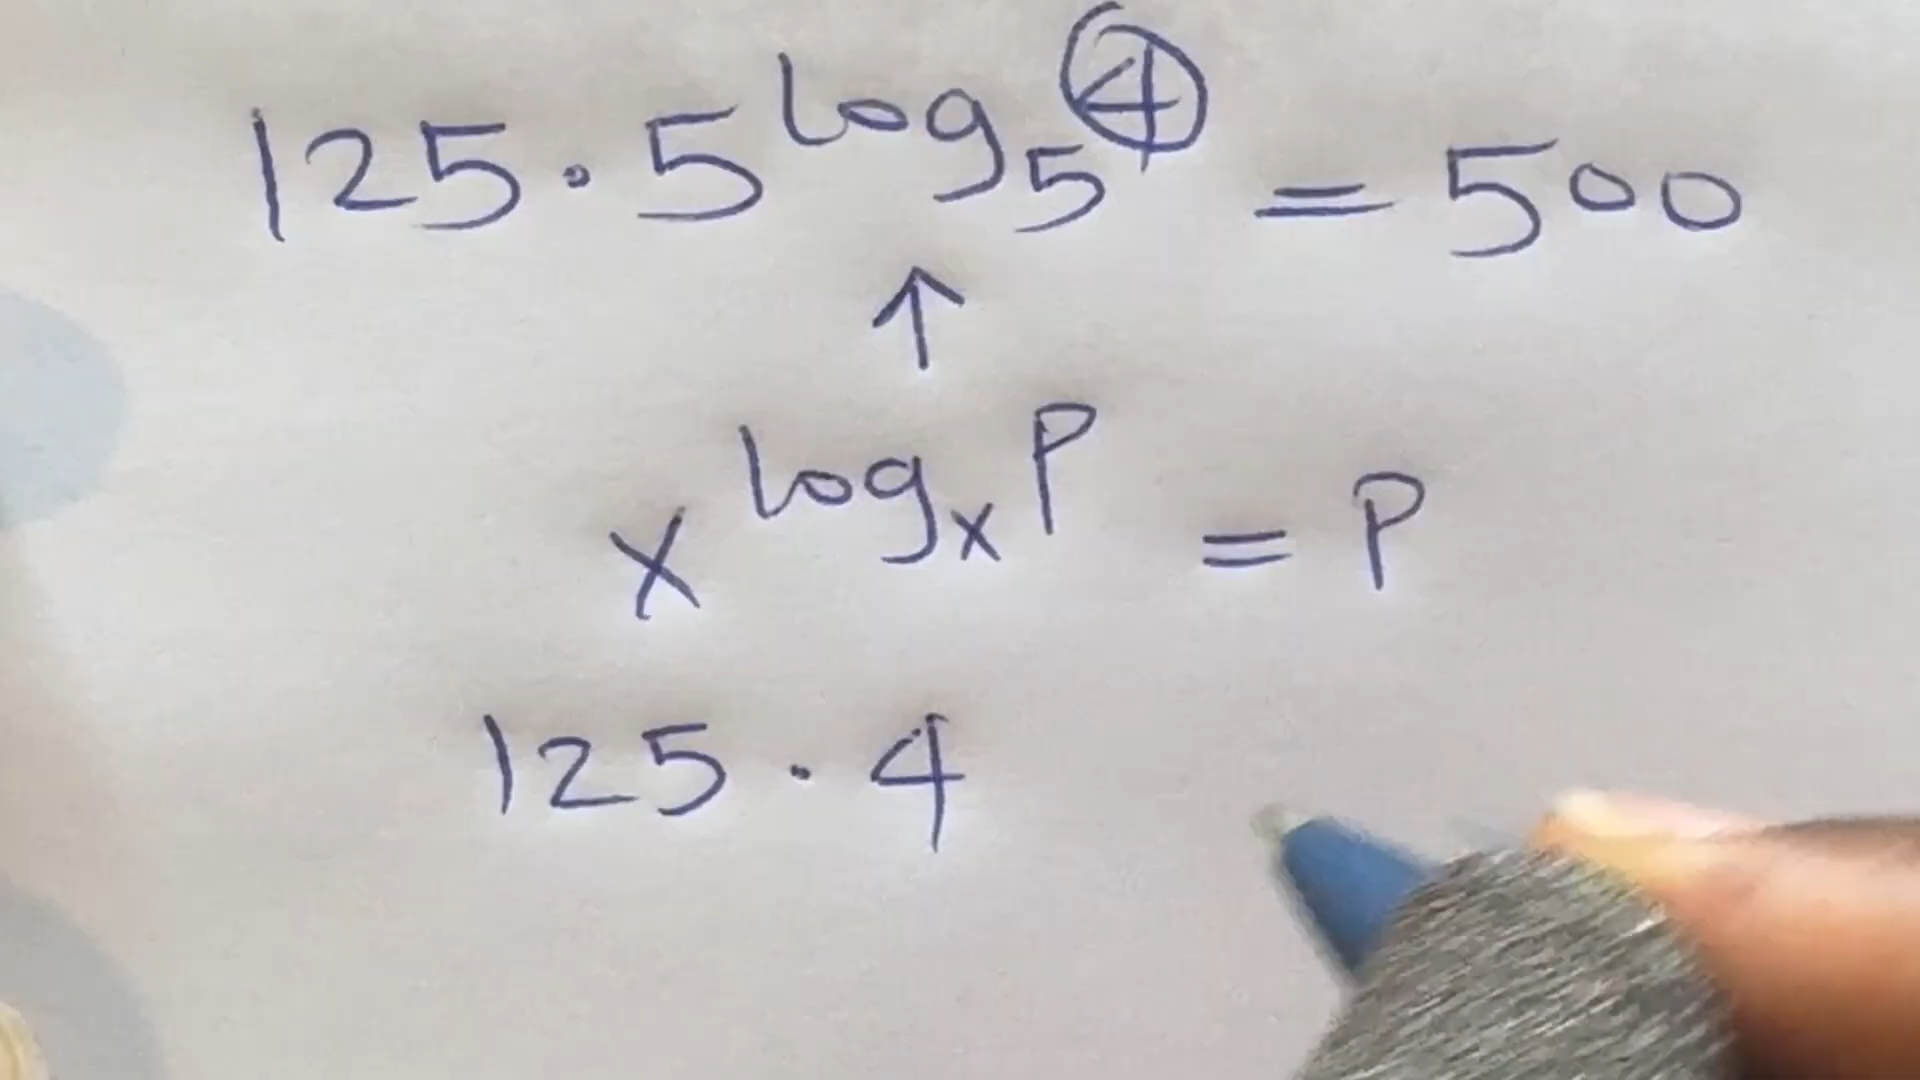 125 · 5^log₅④ = 500
↑
x^logₓP = P
125 · 4